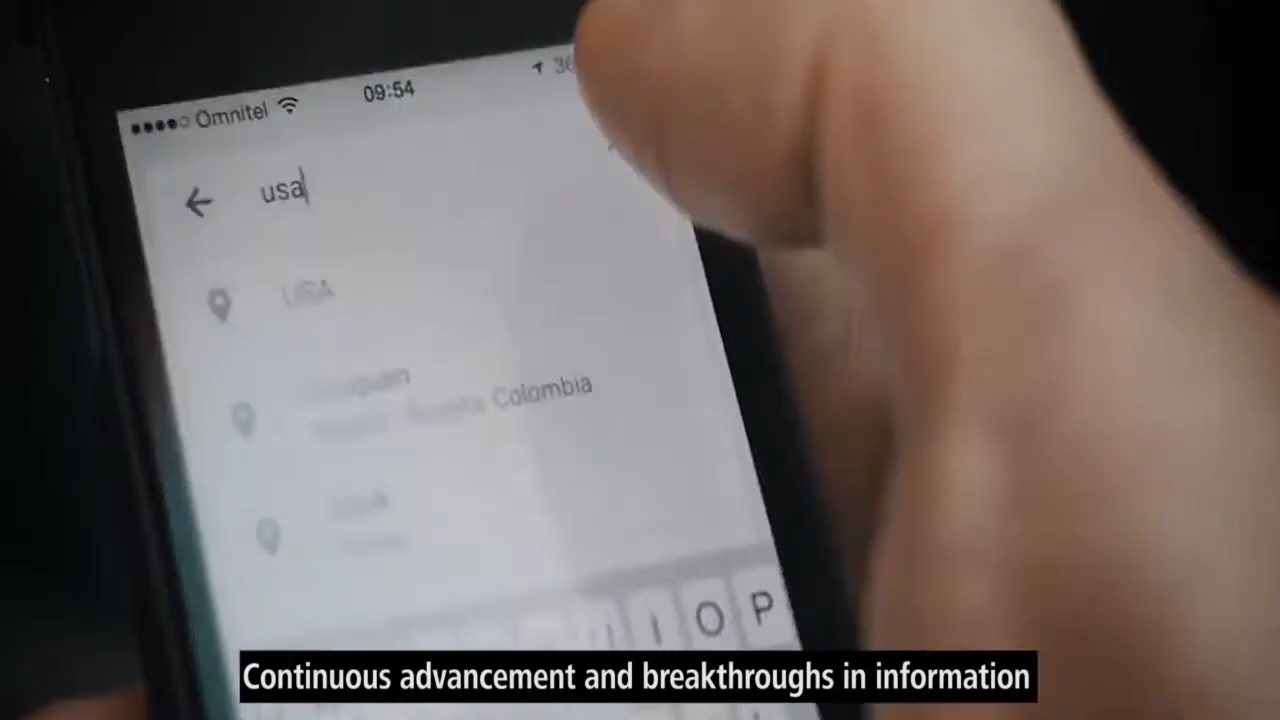 Omnitel 09:54
usa
USA
Colombia
I O P
Continuous advancement and breakthroughs in information